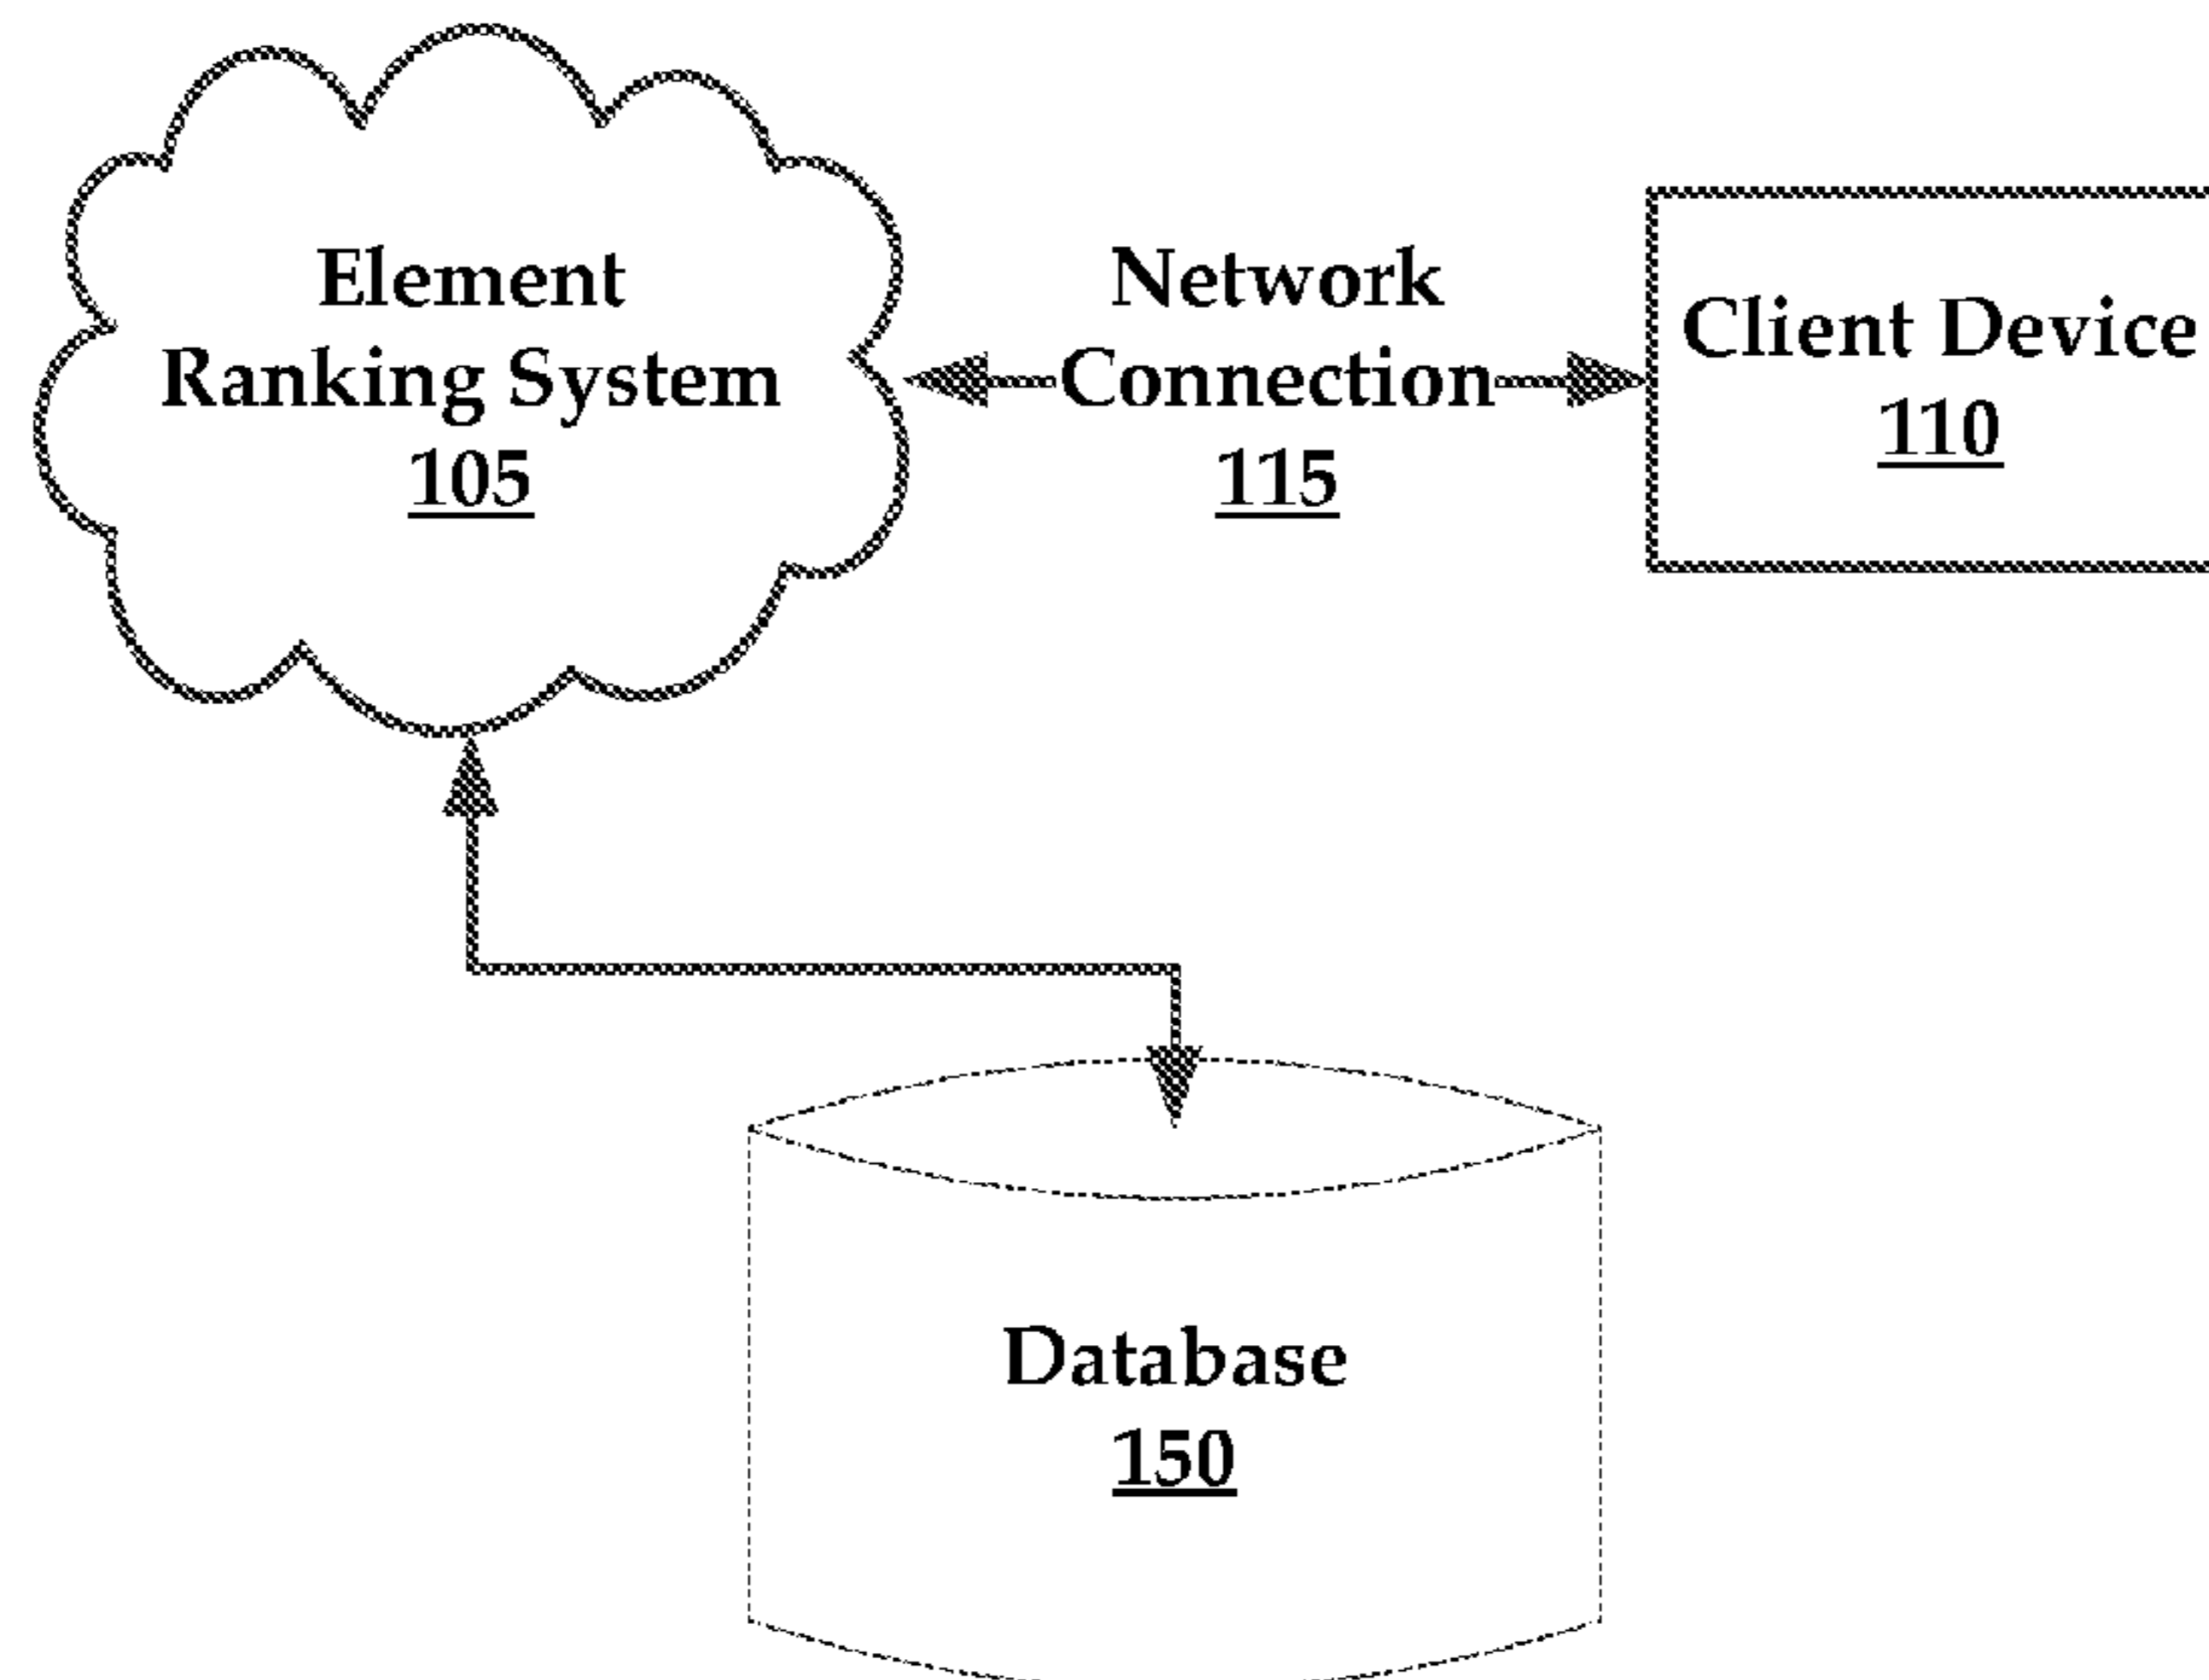 Element
Ranking System
105
Network
Connection
115
Client Device
110
Database
150